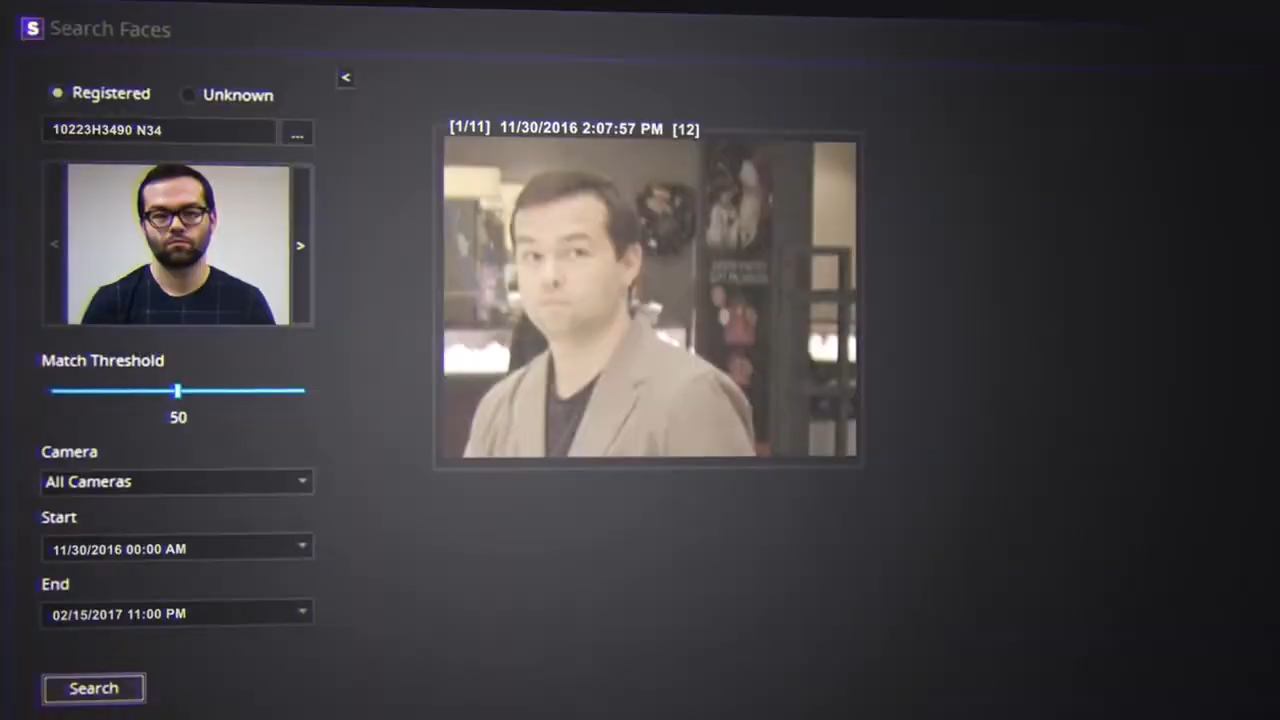 S Search Faces
<
Registered Unknown
10223H3490 N34 ...
[1/11] 11/30/2016 2:07:57 PM [12]
< >
Match Threshold
50
Camera
All Cameras
Start
11/30/2016 00:00 AM
End
02/15/2017 11:00 PM
Search